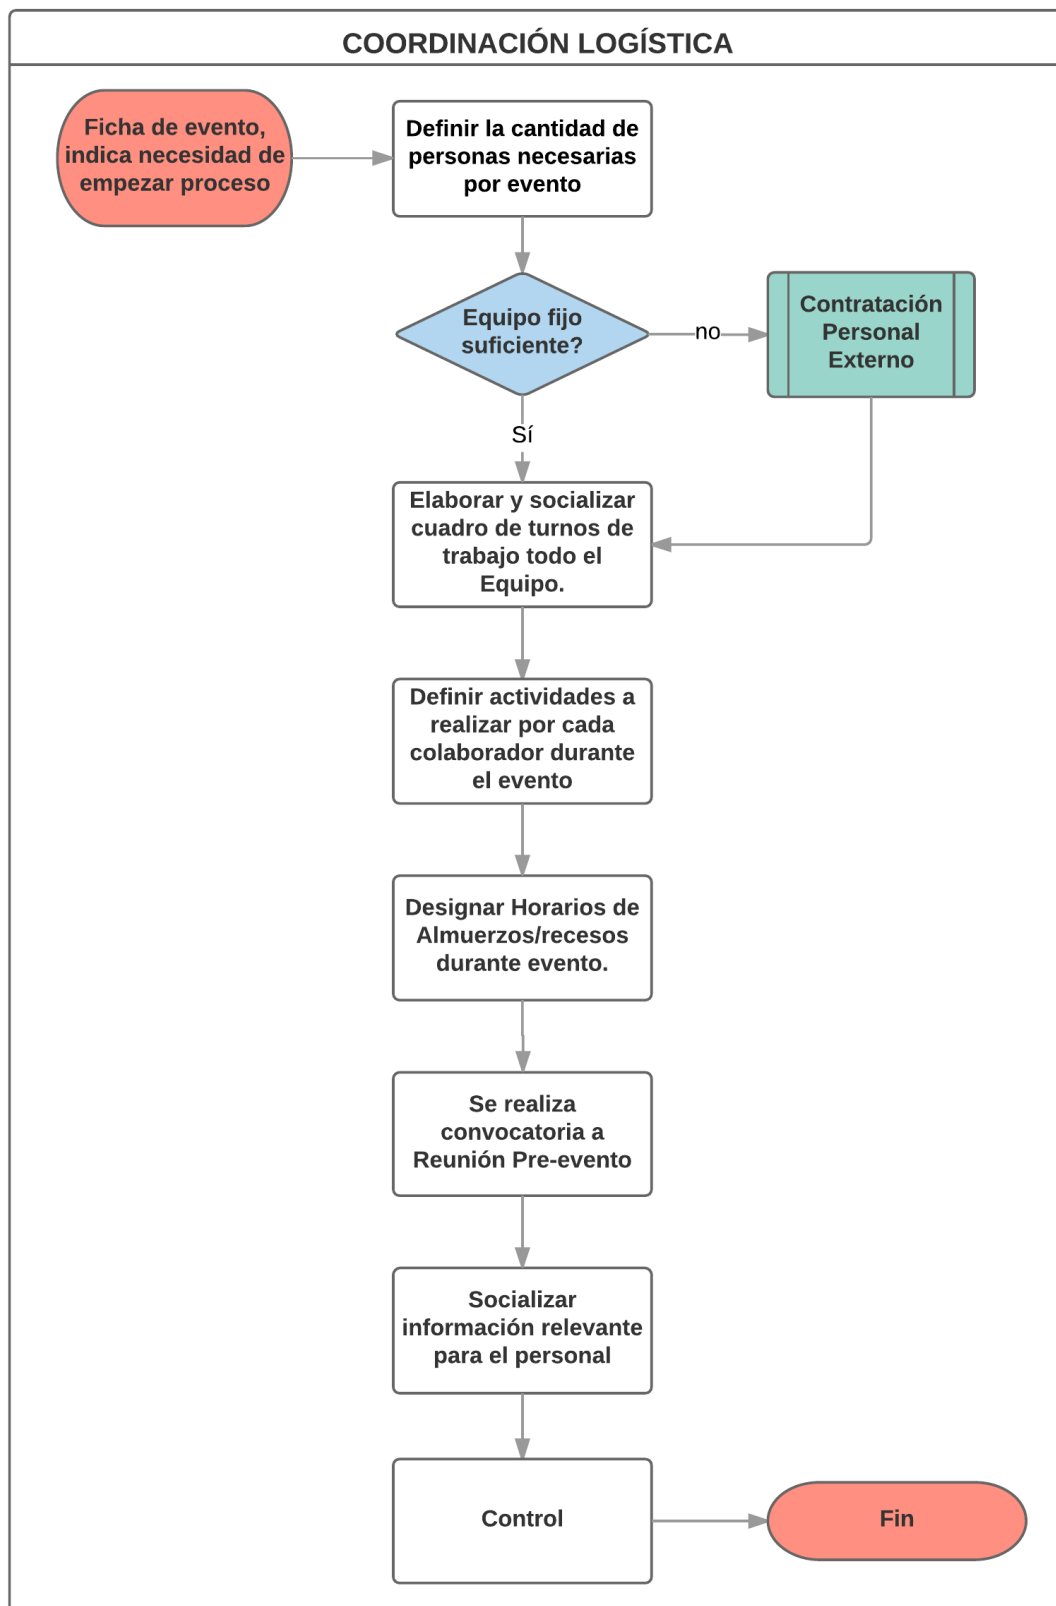 COORDINACIÓN LOGÍSTICA
Ficha de evento,
indica necesidad de
empezar proceso
Definir la cantidad de
personas necesarias
por evento
Equipo fijo
suficiente?
no
Contratación
Personal
Externo
Sí
Elaborar y socializar
cuadro de turnos de
trabajo todo el
Equipo.
Definir actividades a
realizar por cada
colaborador durante
el evento
Designar Horarios de
Almuerzos/recesos
durante evento.
Se realiza
convocatoria a
Reunión Pre-evento
Socializar
información relevante
para el personal
Control
Fin